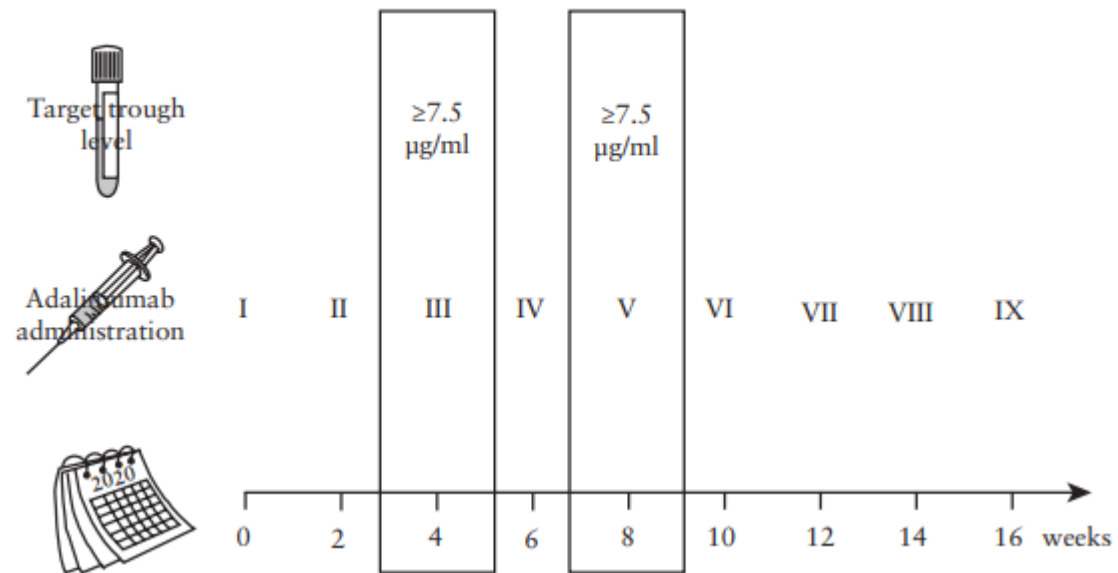 Target trough
level
≥7.5
µg/ml
≥7.5
µg/ml
Adalimumab
administration
I II III IV V VI VII VIII IX
2020
0 2 4 6 8 10 12 14 16 weeks